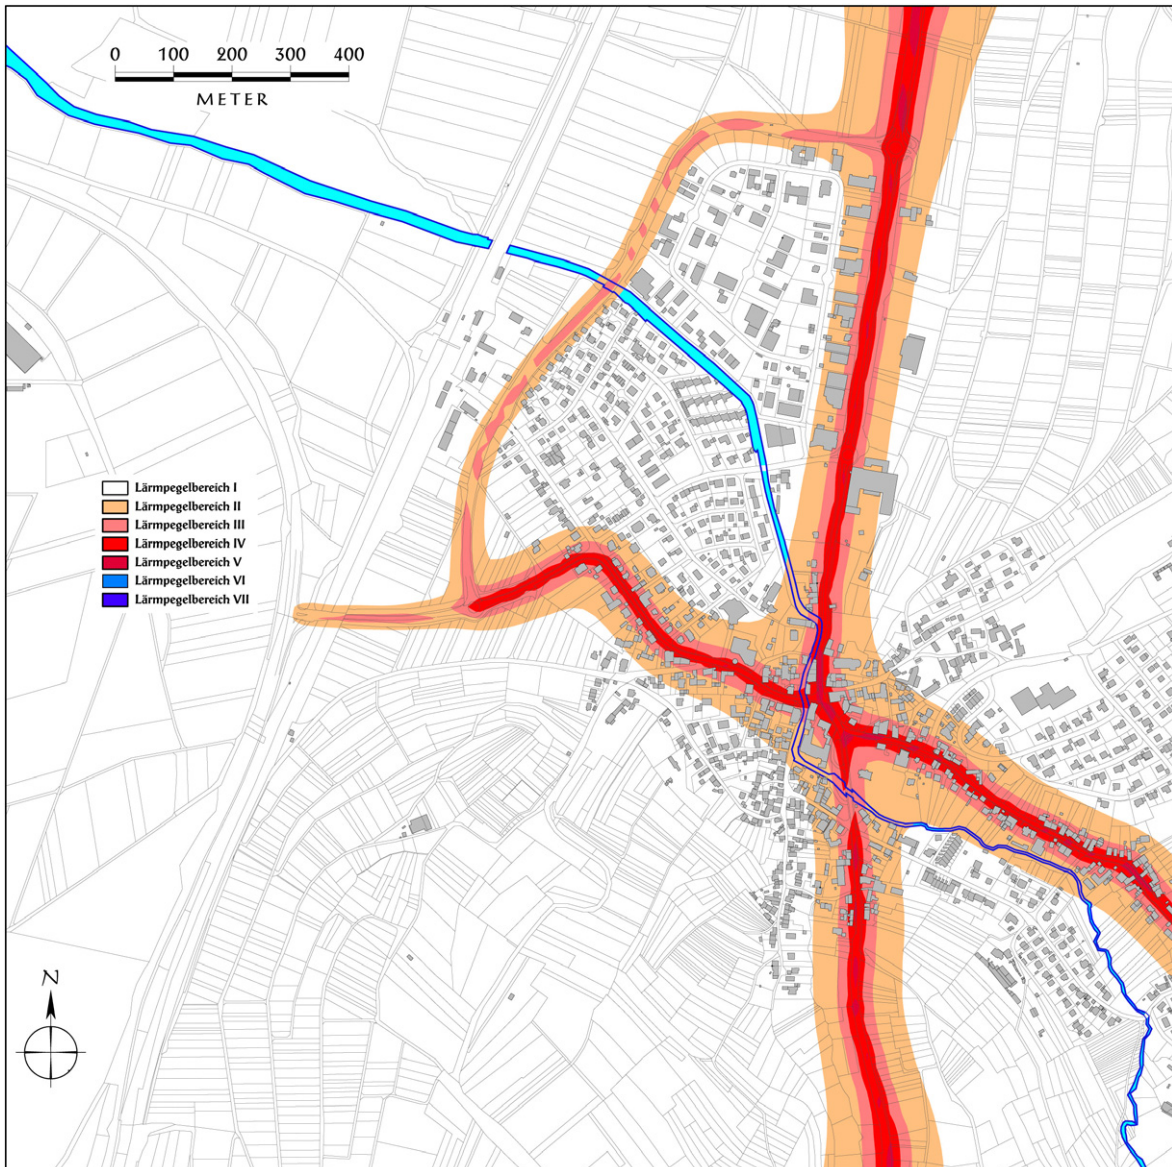 0 100 200 300 400
METER
Lärmpegelbereich I
Lärmpegelbereich II
Lärmpegelbereich III
Lärmpegelbereich IV
Lärmpegelbereich V
Lärmpegelbereich VI
Lärmpegelbereich VII
N